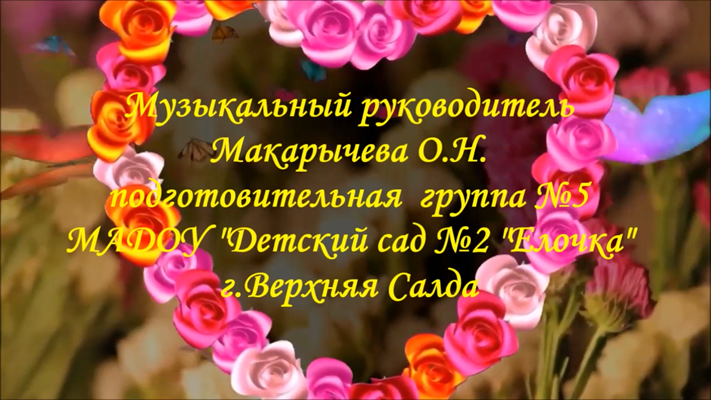 Музыкальный руководитель
Макарычева О.Н.
подготовительная группа №5
МАДОУ "Детский сад №2 "Елочка"
г.Верхняя Салда